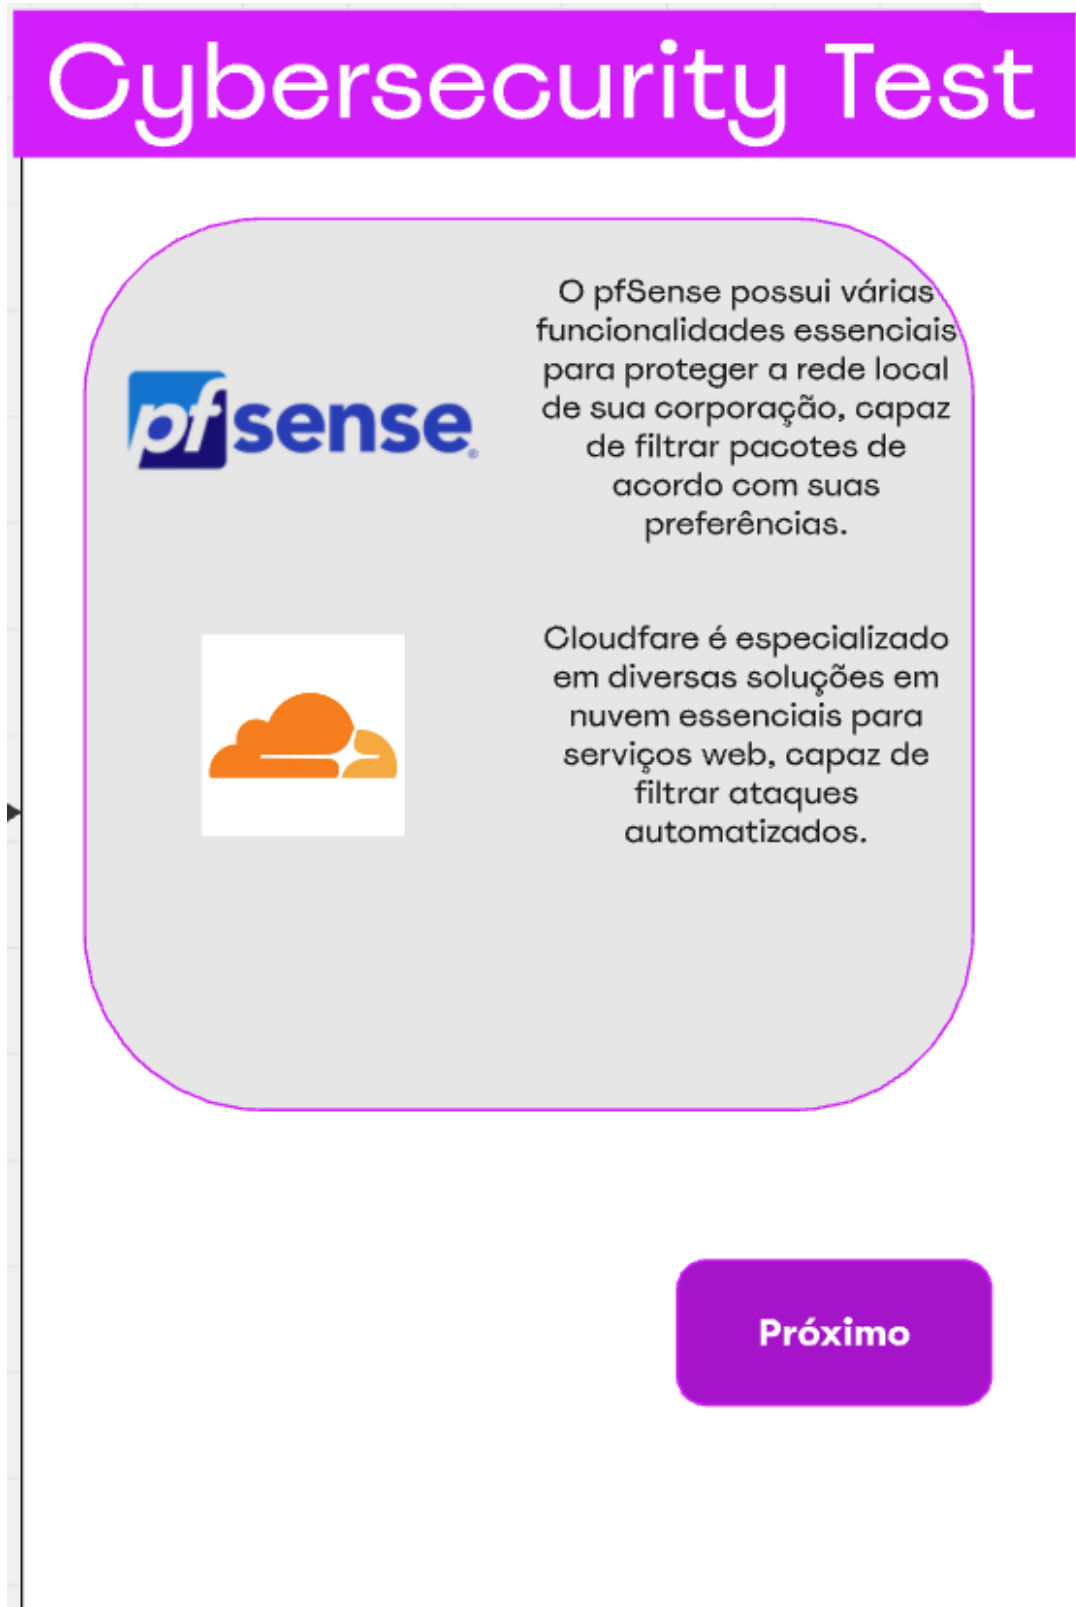 Cybersecurity Test
pfsense
O pfSense possui várias
funcionalidades essenciais
para proteger a rede local
de sua corporação, capaz
de filtrar pacotes de
acordo com suas
preferências.
Cloudfare é especializado
em diversas soluções em
nuvem essenciais para
serviços web, capaz de
filtrar ataques
automatizados.
Próximo